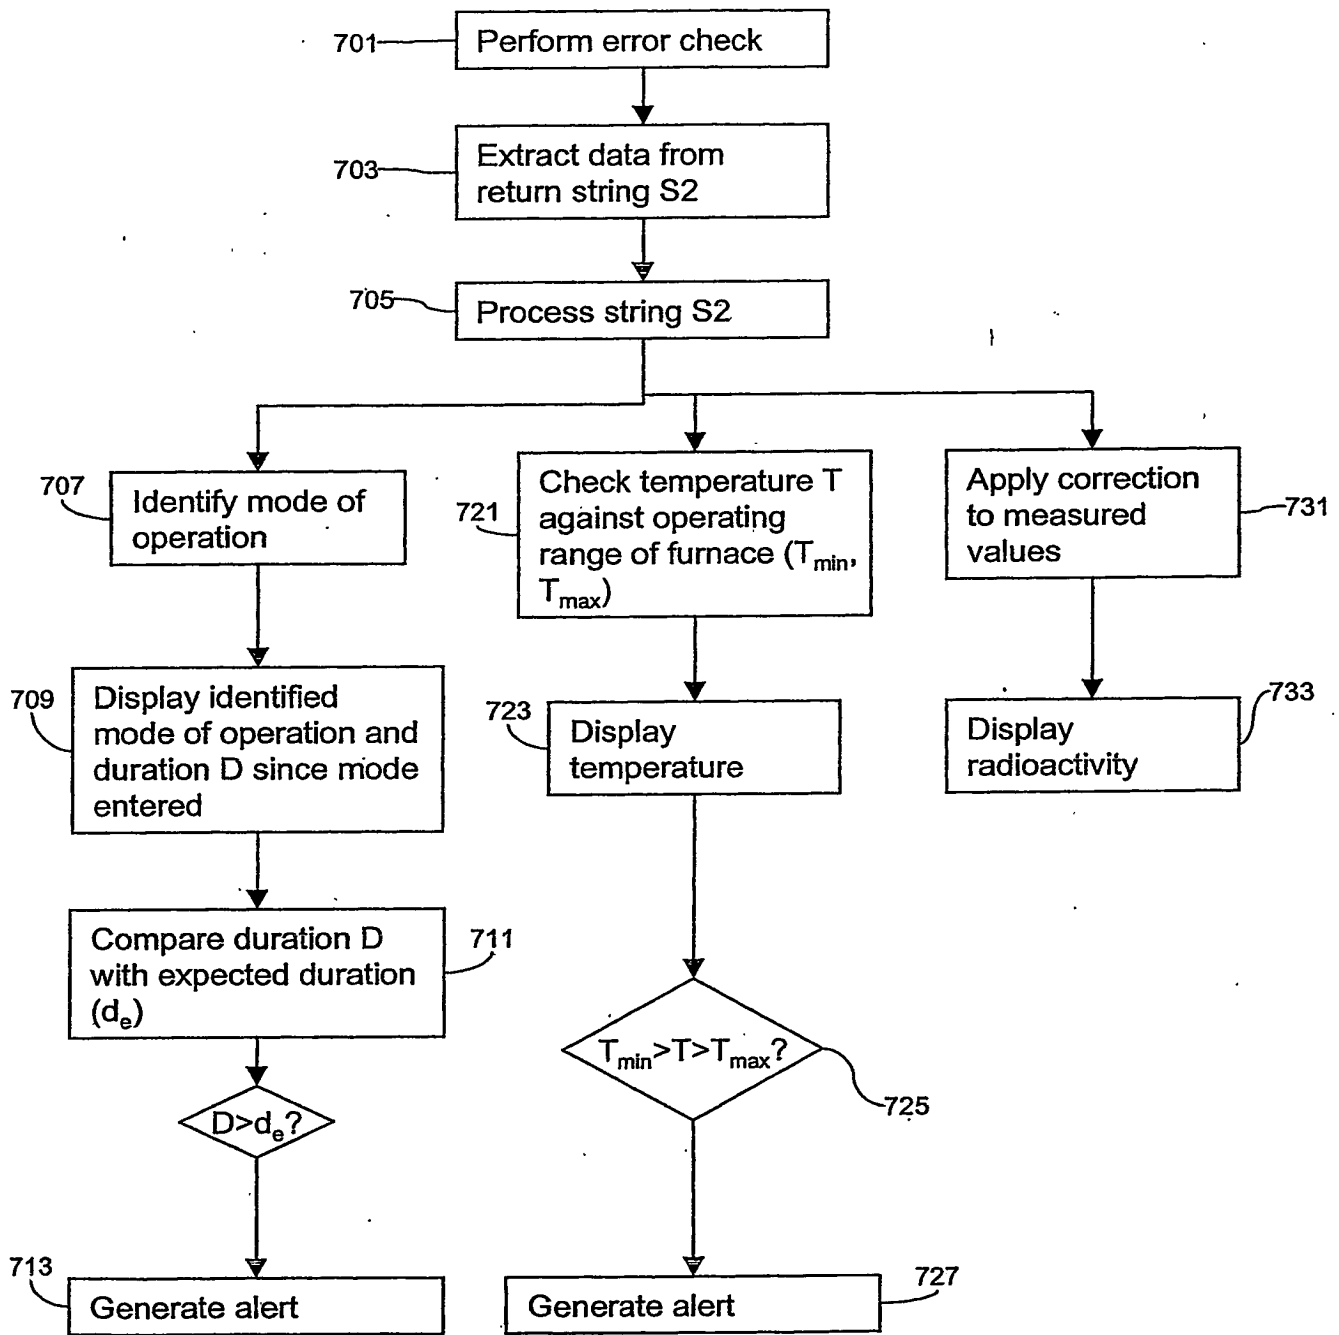 701
Perform error check
703
Extract data from
return string S2
705
Process string S2
707
Identify mode of
operation
709
Display identified
mode of operation and
duration D since mode
entered
Compare duration D
with expected duration
(de)
711
D>de?
713
Generate alert
721
Check temperature T
against operating
range of furnace (Tmin,
Tmax)
723
Display
temperature
Tmin>T>Tmax?
725
Generate alert
727
Apply correction
to measured
values
731
Display
radioactivity
733